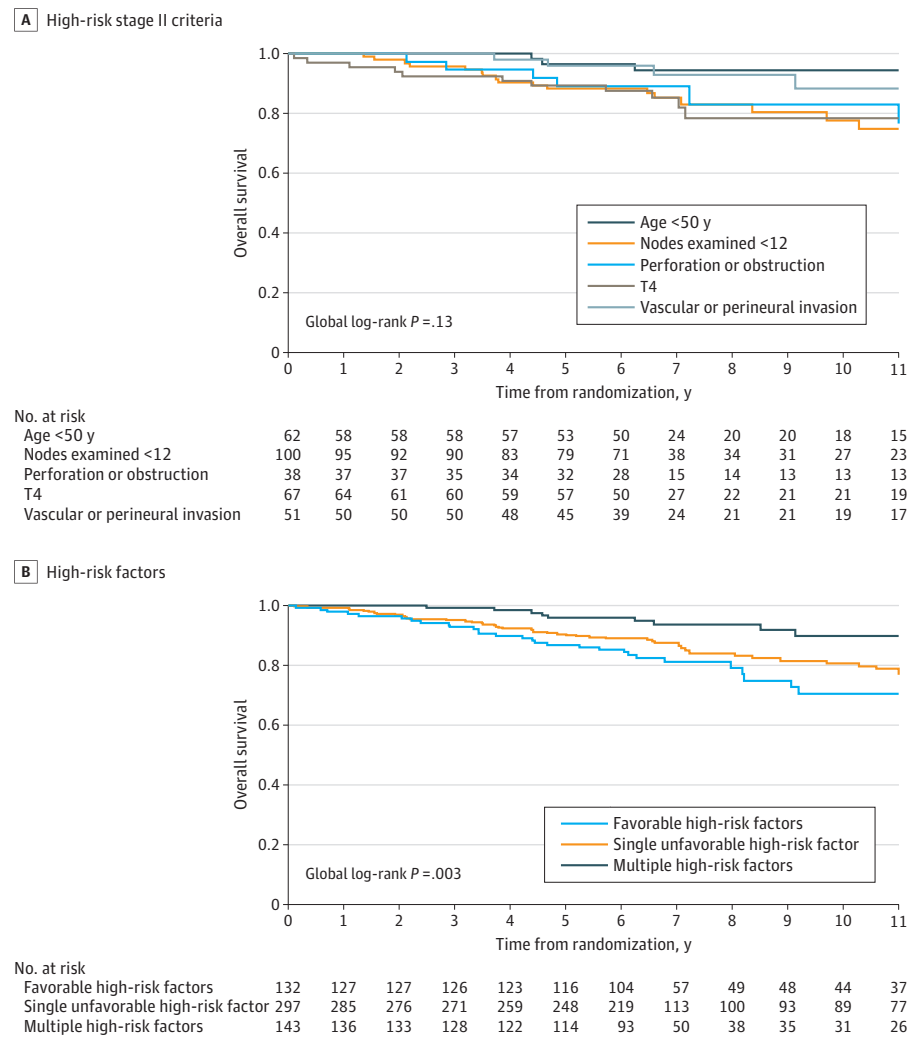 A High-risk stage II criteria
1.0
0.8
0.6
0.4
0.2
0
Overall survival
Age <50 y
Nodes examined <12
Perforation or obstruction
T4
Vascular or perineural invasion
Global log-rank P =.13
0 1 2 3 4 5 6 7 8 9 10 11
Time from randomization, y
No. at risk
Age <50 y 62 58 58 58 57 53 50 24 20 20 18 15
Nodes examined <12 100 95 92 90 83 79 71 38 34 31 27 23
Perforation or obstruction 38 37 37 35 34 32 28 15 14 13 13 13
T4 67 64 61 60 59 57 50 27 22 21 21 19
Vascular or perineural invasion 51 50 50 50 48 45 39 24 21 21 19 17
B High-risk factors
1.0
0.8
0.6
0.4
0.2
0
Overall survival
Favorable high-risk factors
Single unfavorable high-risk factor
Multiple high-risk factors
Global log-rank P =.003
0 1 2 3 4 5 6 7 8 9 10 11
Time from randomization, y
No. at risk
Favorable high-risk factors 132 127 127 126 123 116 104 57 49 48 44 37
Single unfavorable high-risk factor 297 285 276 271 259 248 219 113 100 93 89 77
Multiple high-risk factors 143 136 133 128 122 114 93 50 38 35 31 26